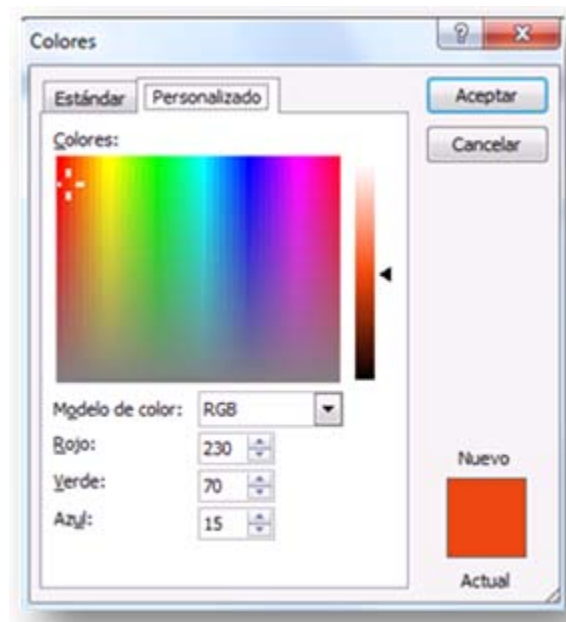 Colores
Estándar Personalizado
Aceptar
Cancelar
Colores:
Modelo de color: RGB
Rojo: 230
Verde: 70
Azul: 15
Nuevo
Actual